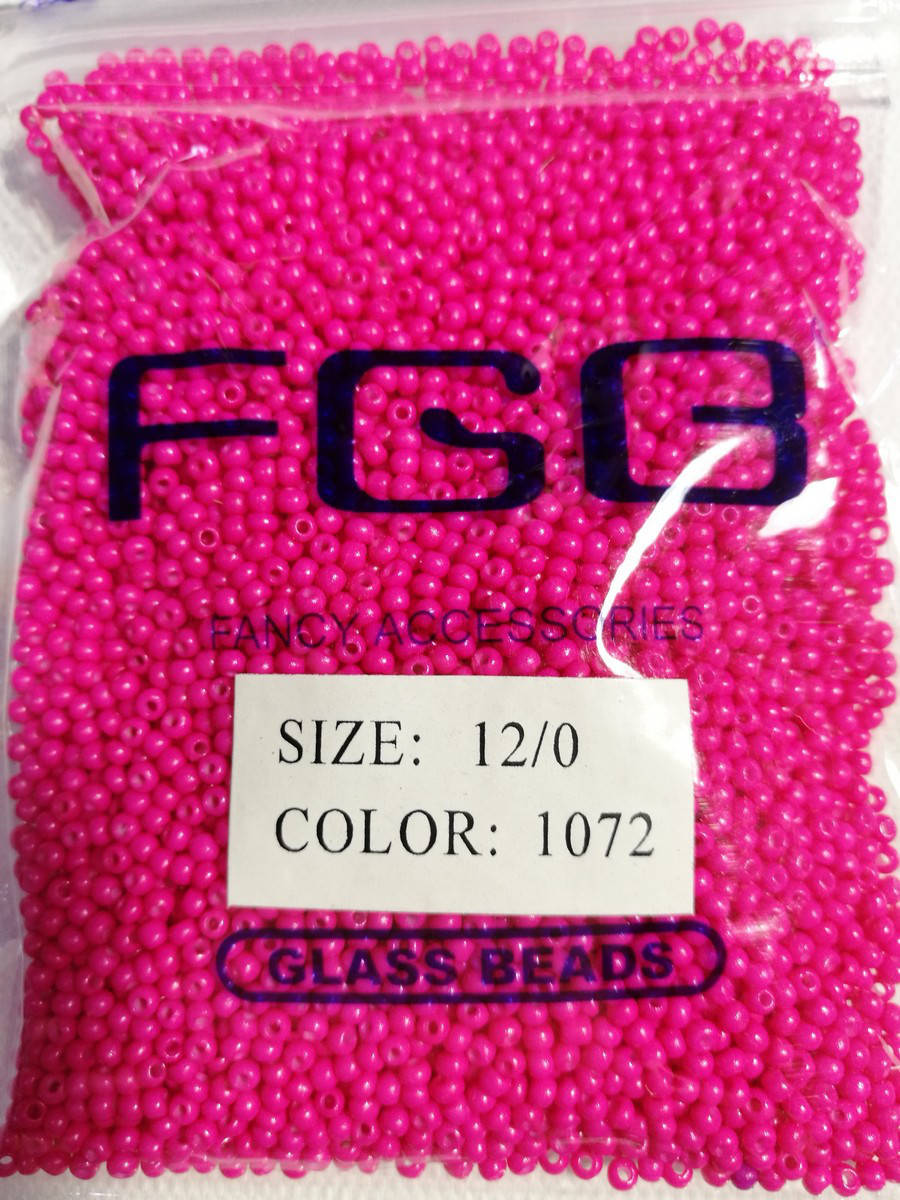 FGB
FANCY ACCESSORIES
SIZE: 12/0
COLOR: 1072
GLASS BEADS